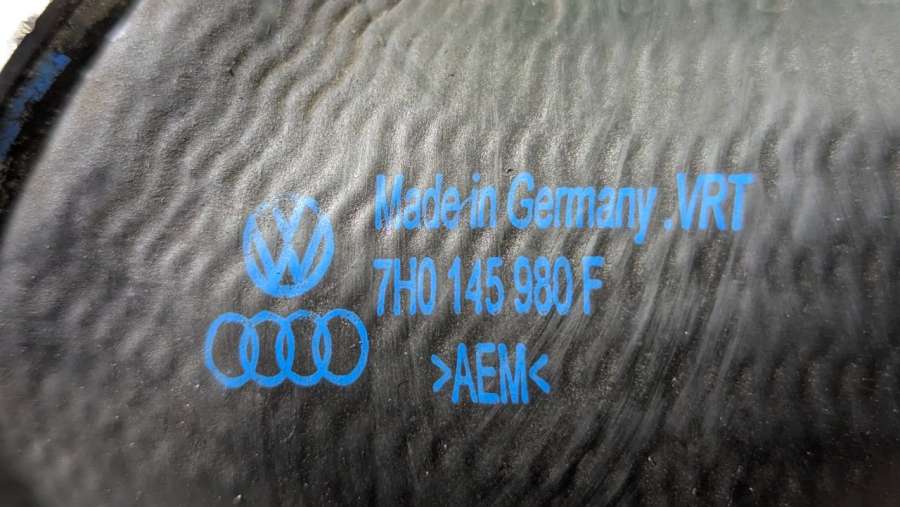 Made in Germany .VRT
7H0 145 980 F
>AEM<